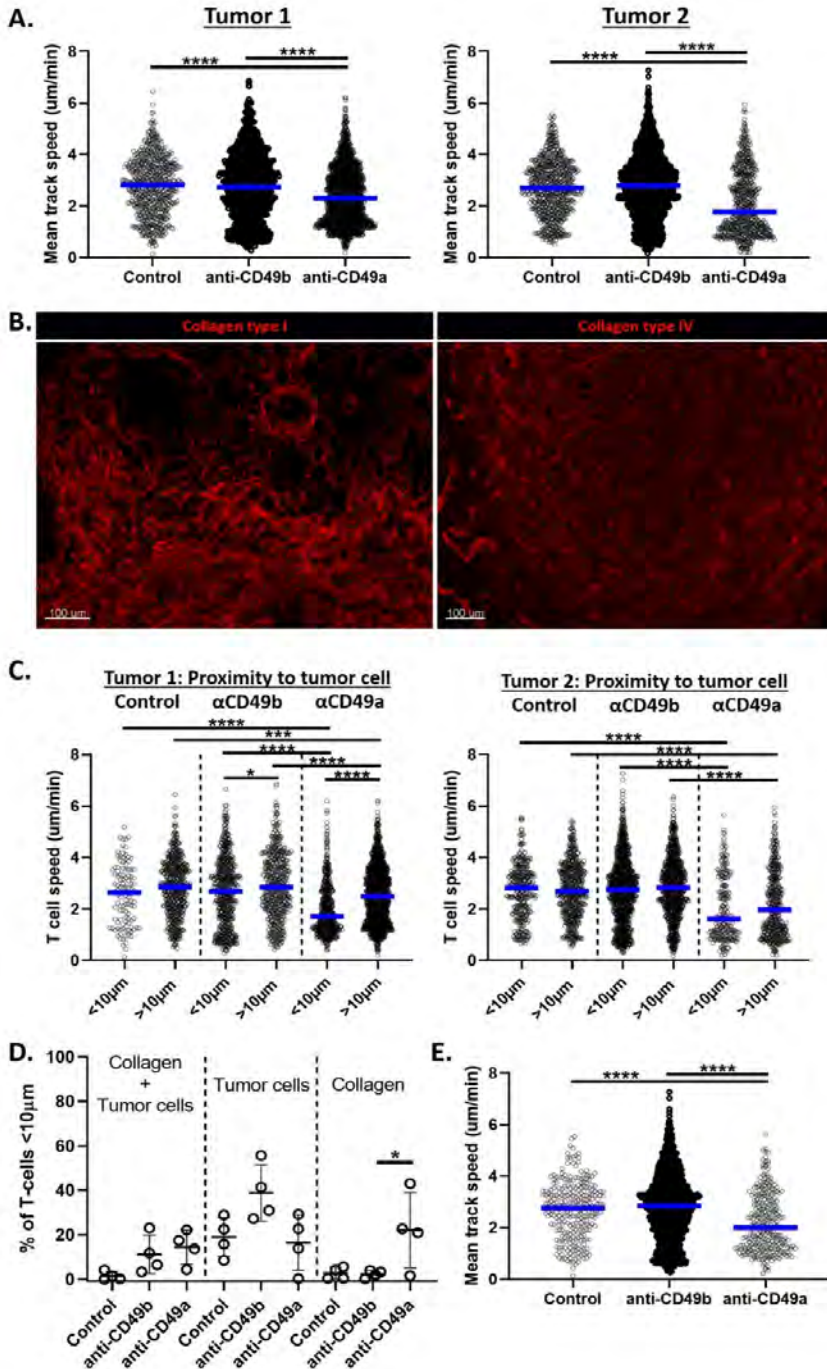 A.
Tumor 1
Tumor 2
****
****
****
****
8
6
4
2
0
Mean track speed (um/min)
Control
anti-CD49b
anti-CD49a
8
6
4
2
0
Mean track speed (um/min)
Control
anti-CD49b
anti-CD49a
B.
Collagen type I
Collagen type IV
100 um
100 um
C.
Tumor 1: Proximity to tumor cell
Control
αCD49b
αCD49a
****
***
****
****
*
****
8
6
4
2
0
T cell speed (um/min)
<10µm
>10µm
<10µm
>10µm
<10µm
>10µm
Tumor 2: Proximity to tumor cell
Control
αCD49b
αCD49a
****
****
****
****
8
6
4
2
0
T cell speed (um/min)
<10µm
>10µm
<10µm
>10µm
<10µm
>10µm
D.
100
80
60
40
20
0
% of T-cells <10µm
Collagen
+
Tumor cells
Tumor cells
Collagen
*
Control
anti-CD49b
anti-CD49a
Control
anti-CD49b
anti-CD49a
Control
anti-CD49b
anti-CD49a
E.
****
****
8
6
4
2
0
Mean track speed (um/min)
Control
anti-CD49b
anti-CD49a